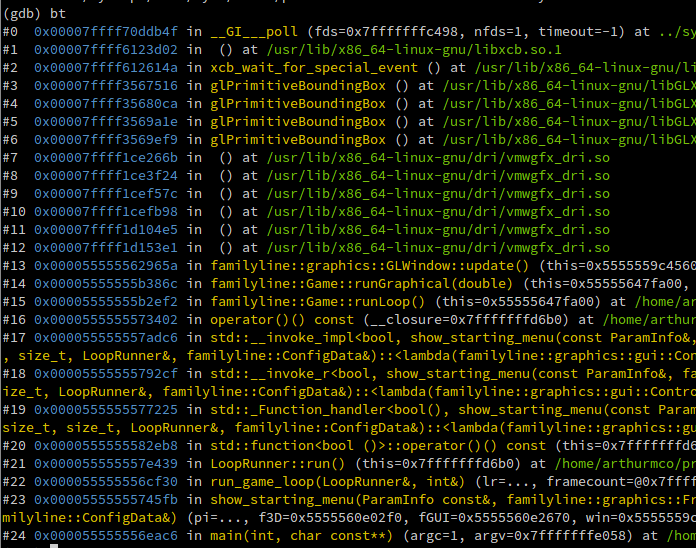 (gdb) bt
#0 0x00007ffff70ddb4f in __GI___poll (fds=0x7fffffffc498, nfds=1, timeout=-1) at ../sy
#1 0x00007ffff6123d02 in () at /usr/lib/x86_64-linux-gnu/libxcb.so.1
#2 0x00007ffff612614a in xcb_wait_for_special_event () at /usr/lib/x86_64-linux-gnu/li
#3 0x00007ffff3567516 in glPrimitiveBoundingBox () at /usr/lib/x86_64-linux-gnu/libGLX
#4 0x00007ffff35680ca in glPrimitiveBoundingBox () at /usr/lib/x86_64-linux-gnu/libGLX
#5 0x00007ffff3569a1e in glPrimitiveBoundingBox () at /usr/lib/x86_64-linux-gnu/libGLX
#6 0x00007ffff3569ef9 in glPrimitiveBoundingBox () at /usr/lib/x86_64-linux-gnu/libGLX
#7 0x00007ffff1ce266b in () at /usr/lib/x86_64-linux-gnu/dri/vmwgfx_dri.so
#8 0x00007ffff1ce3f24 in () at /usr/lib/x86_64-linux-gnu/dri/vmwgfx_dri.so
#9 0x00007ffff1cef57c in () at /usr/lib/x86_64-linux-gnu/dri/vmwgfx_dri.so
#10 0x00007ffff1cefb98 in () at /usr/lib/x86_64-linux-gnu/dri/vmwgfx_dri.so
#11 0x00007ffff1d104e5 in () at /usr/lib/x86_64-linux-gnu/dri/vmwgfx_dri.so
#12 0x00007ffff1d153e1 in () at /usr/lib/x86_64-linux-gnu/dri/vmwgfx_dri.so
#13 0x000055555562965a in familyline::graphics::GLWindow::update() (this=0x5555559c4560
#14 0x00005555555b386c in familyline::Game::runGraphical(double) (this=0x55555647fa00,
#15 0x00005555555b2ef2 in familyline::Game::runLoop() (this=0x55555647fa00) at /home/ar
#16 0x0000555555573402 in operator()() const (__closure=0x7fffffffd6b0) at /home/arthur
#17 0x000055555557adc6 in std::__invoke_impl<bool, show_starting_menu(const ParamInfo&,
, size_t, LoopRunner&, familyline::ConfigData&)::<lambda(familyline::graphics::gui::Con
#18 0x00005555555792cf in std::__invoke_r<bool, show_starting_menu(const ParamInfo&, fa
ize_t, LoopRunner&, familyline::ConfigData&)::<lambda(familyline::graphics::gui::Contro
#19 0x0000555555577225 in std::_Function_handler<bool(), show_starting_menu(const Param
size_t, size_t, LoopRunner&, familyline::ConfigData&)::<lambda(familyline::graphics::gu
#20 0x0000555555582eb8 in std::function<bool ()>::operator()() const (this=0x7fffffffd6
#21 0x000055555557e439 in LoopRunner::run() (this=0x7fffffffd6b0) at /home/arthurmco/pr
#22 0x000055555556cf30 in run_game_loop(LoopRunner&, int&) (lr=..., framecount=@0x7ffff
#23 0x00005555555745fb in show_starting_menu(ParamInfo const&, familyline::graphics::Fr
milyline::ConfigData&) (pi=..., f3D=0x5555560e02f0, fGUI=0x5555560e2670, win=0x5555559c
#24 0x000055555556eac6 in main(int, char const**) (argc=1, argv=0x7fffffffe058) at /hom